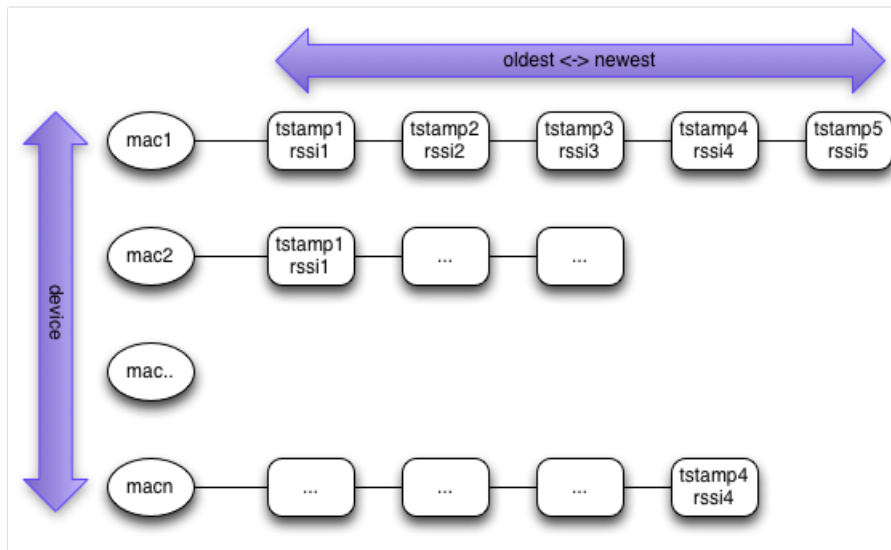 oldest <-> newest
mac1
tstamp1
rssi1
tstamp2
rssi2
tstamp3
rssi3
tstamp4
rssi4
tstamp5
rssi5
mac2
tstamp1
rssi1
...
...
device
mac..
macn
...
...
...
tstamp4
rssi4